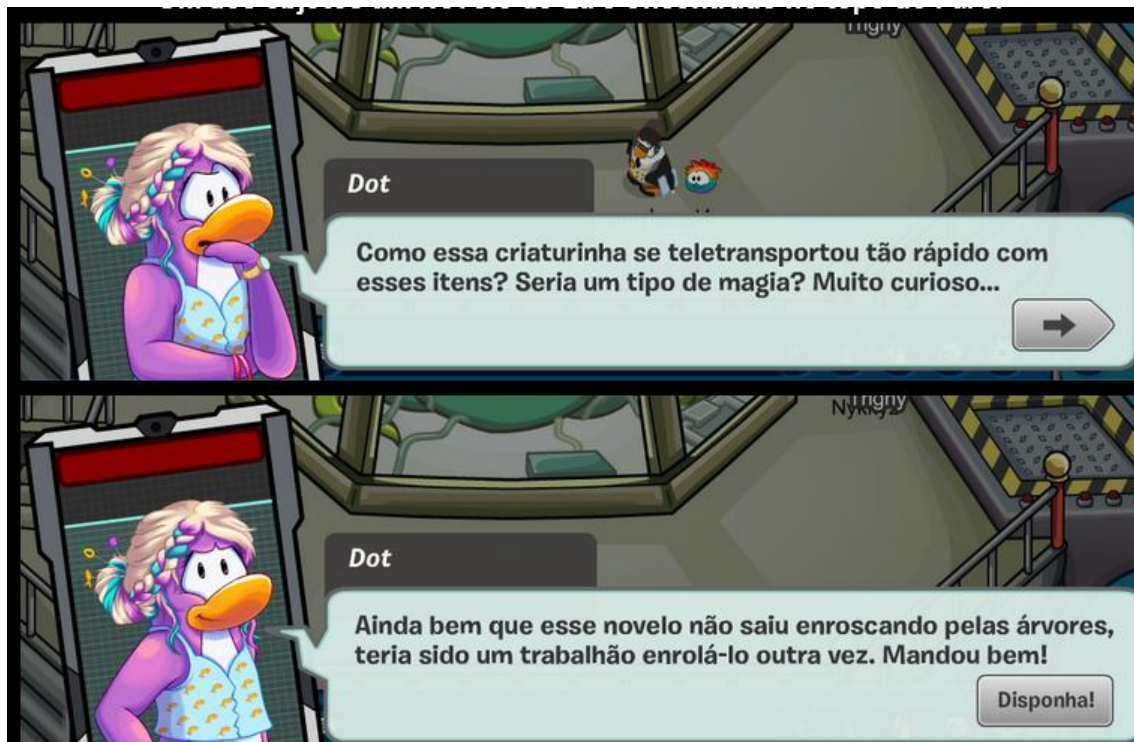 Trigny
Dot
Como essa criaturinha se teletransportou tão rápido com
esses itens? Seria um tipo de magia? Muito curioso...
Trigny
Dot
Ainda bem que esse novelo não saiu enroscando pelas árvores,
teria sido um trabalhão enrolá-lo outra vez. Mandou bem!
Disponha!